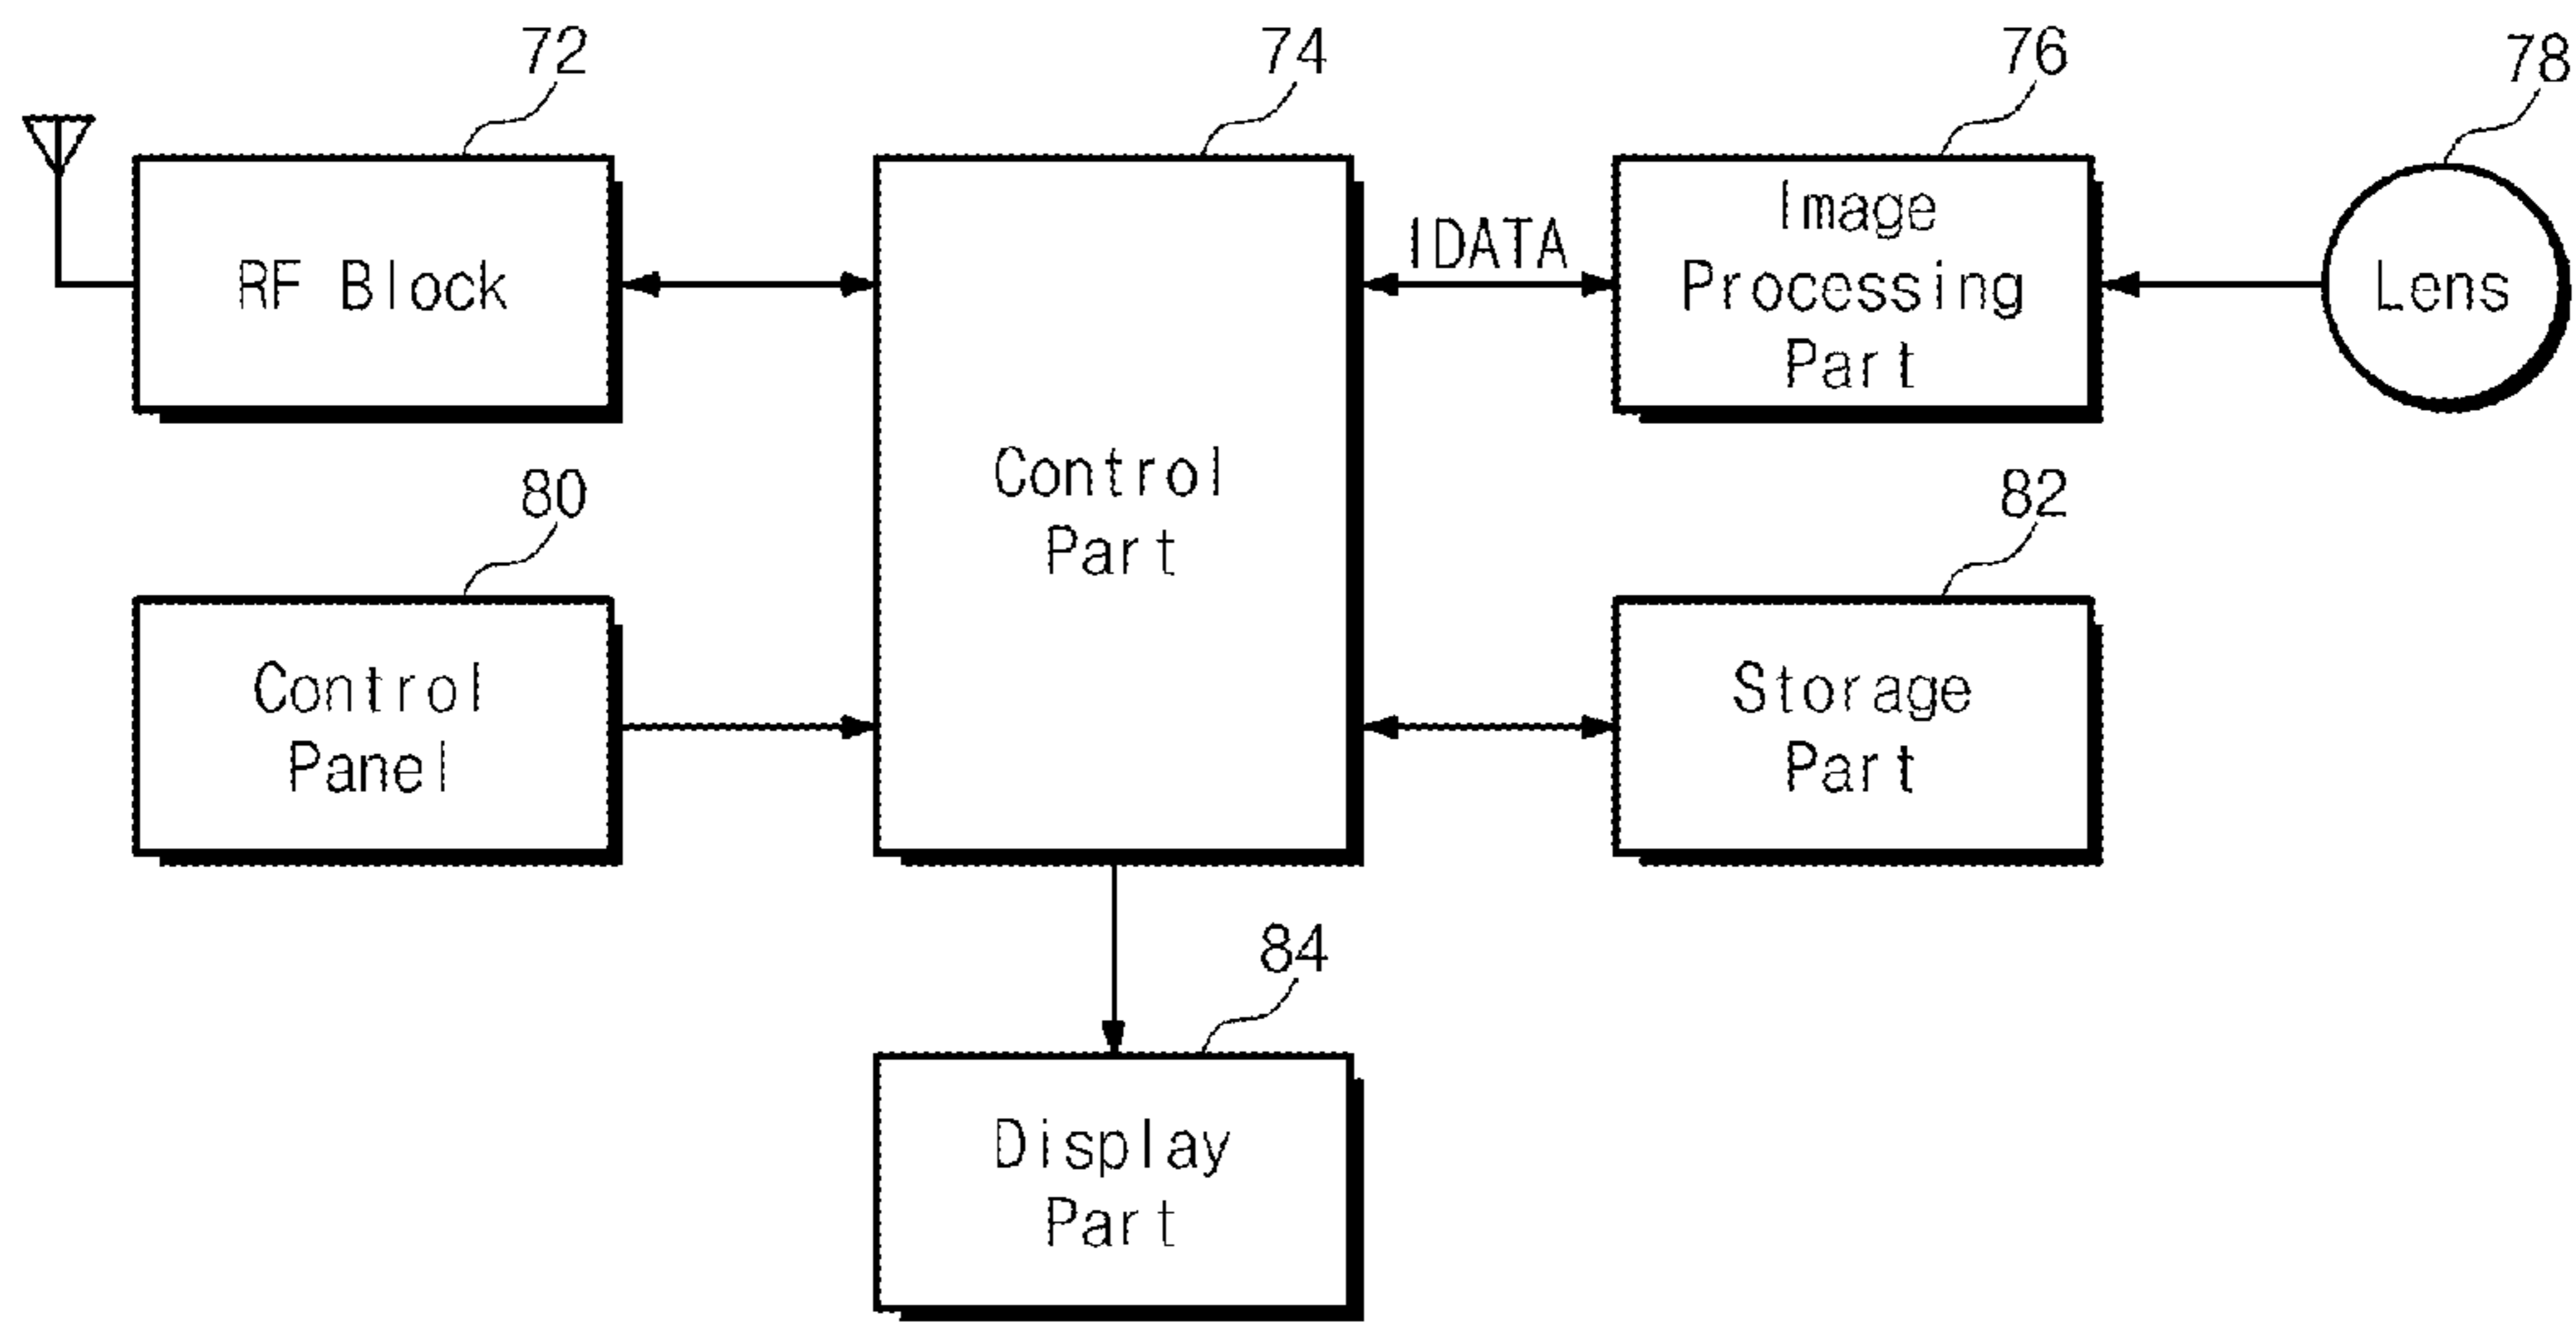 72
74
76
78
RF Block
Control
Part
IDATA
Image
Processing
Part
Lens
80
82
Control
Panel
Storage
Part
84
Display
Part